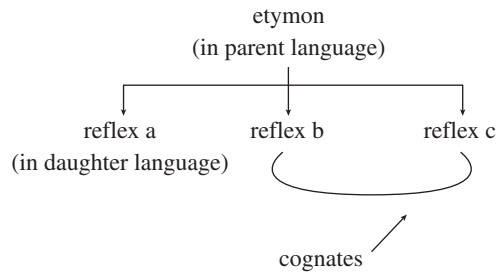 etymon
(in parent language)
reflex a reflex b reflex c
(in daughter language)
cognates